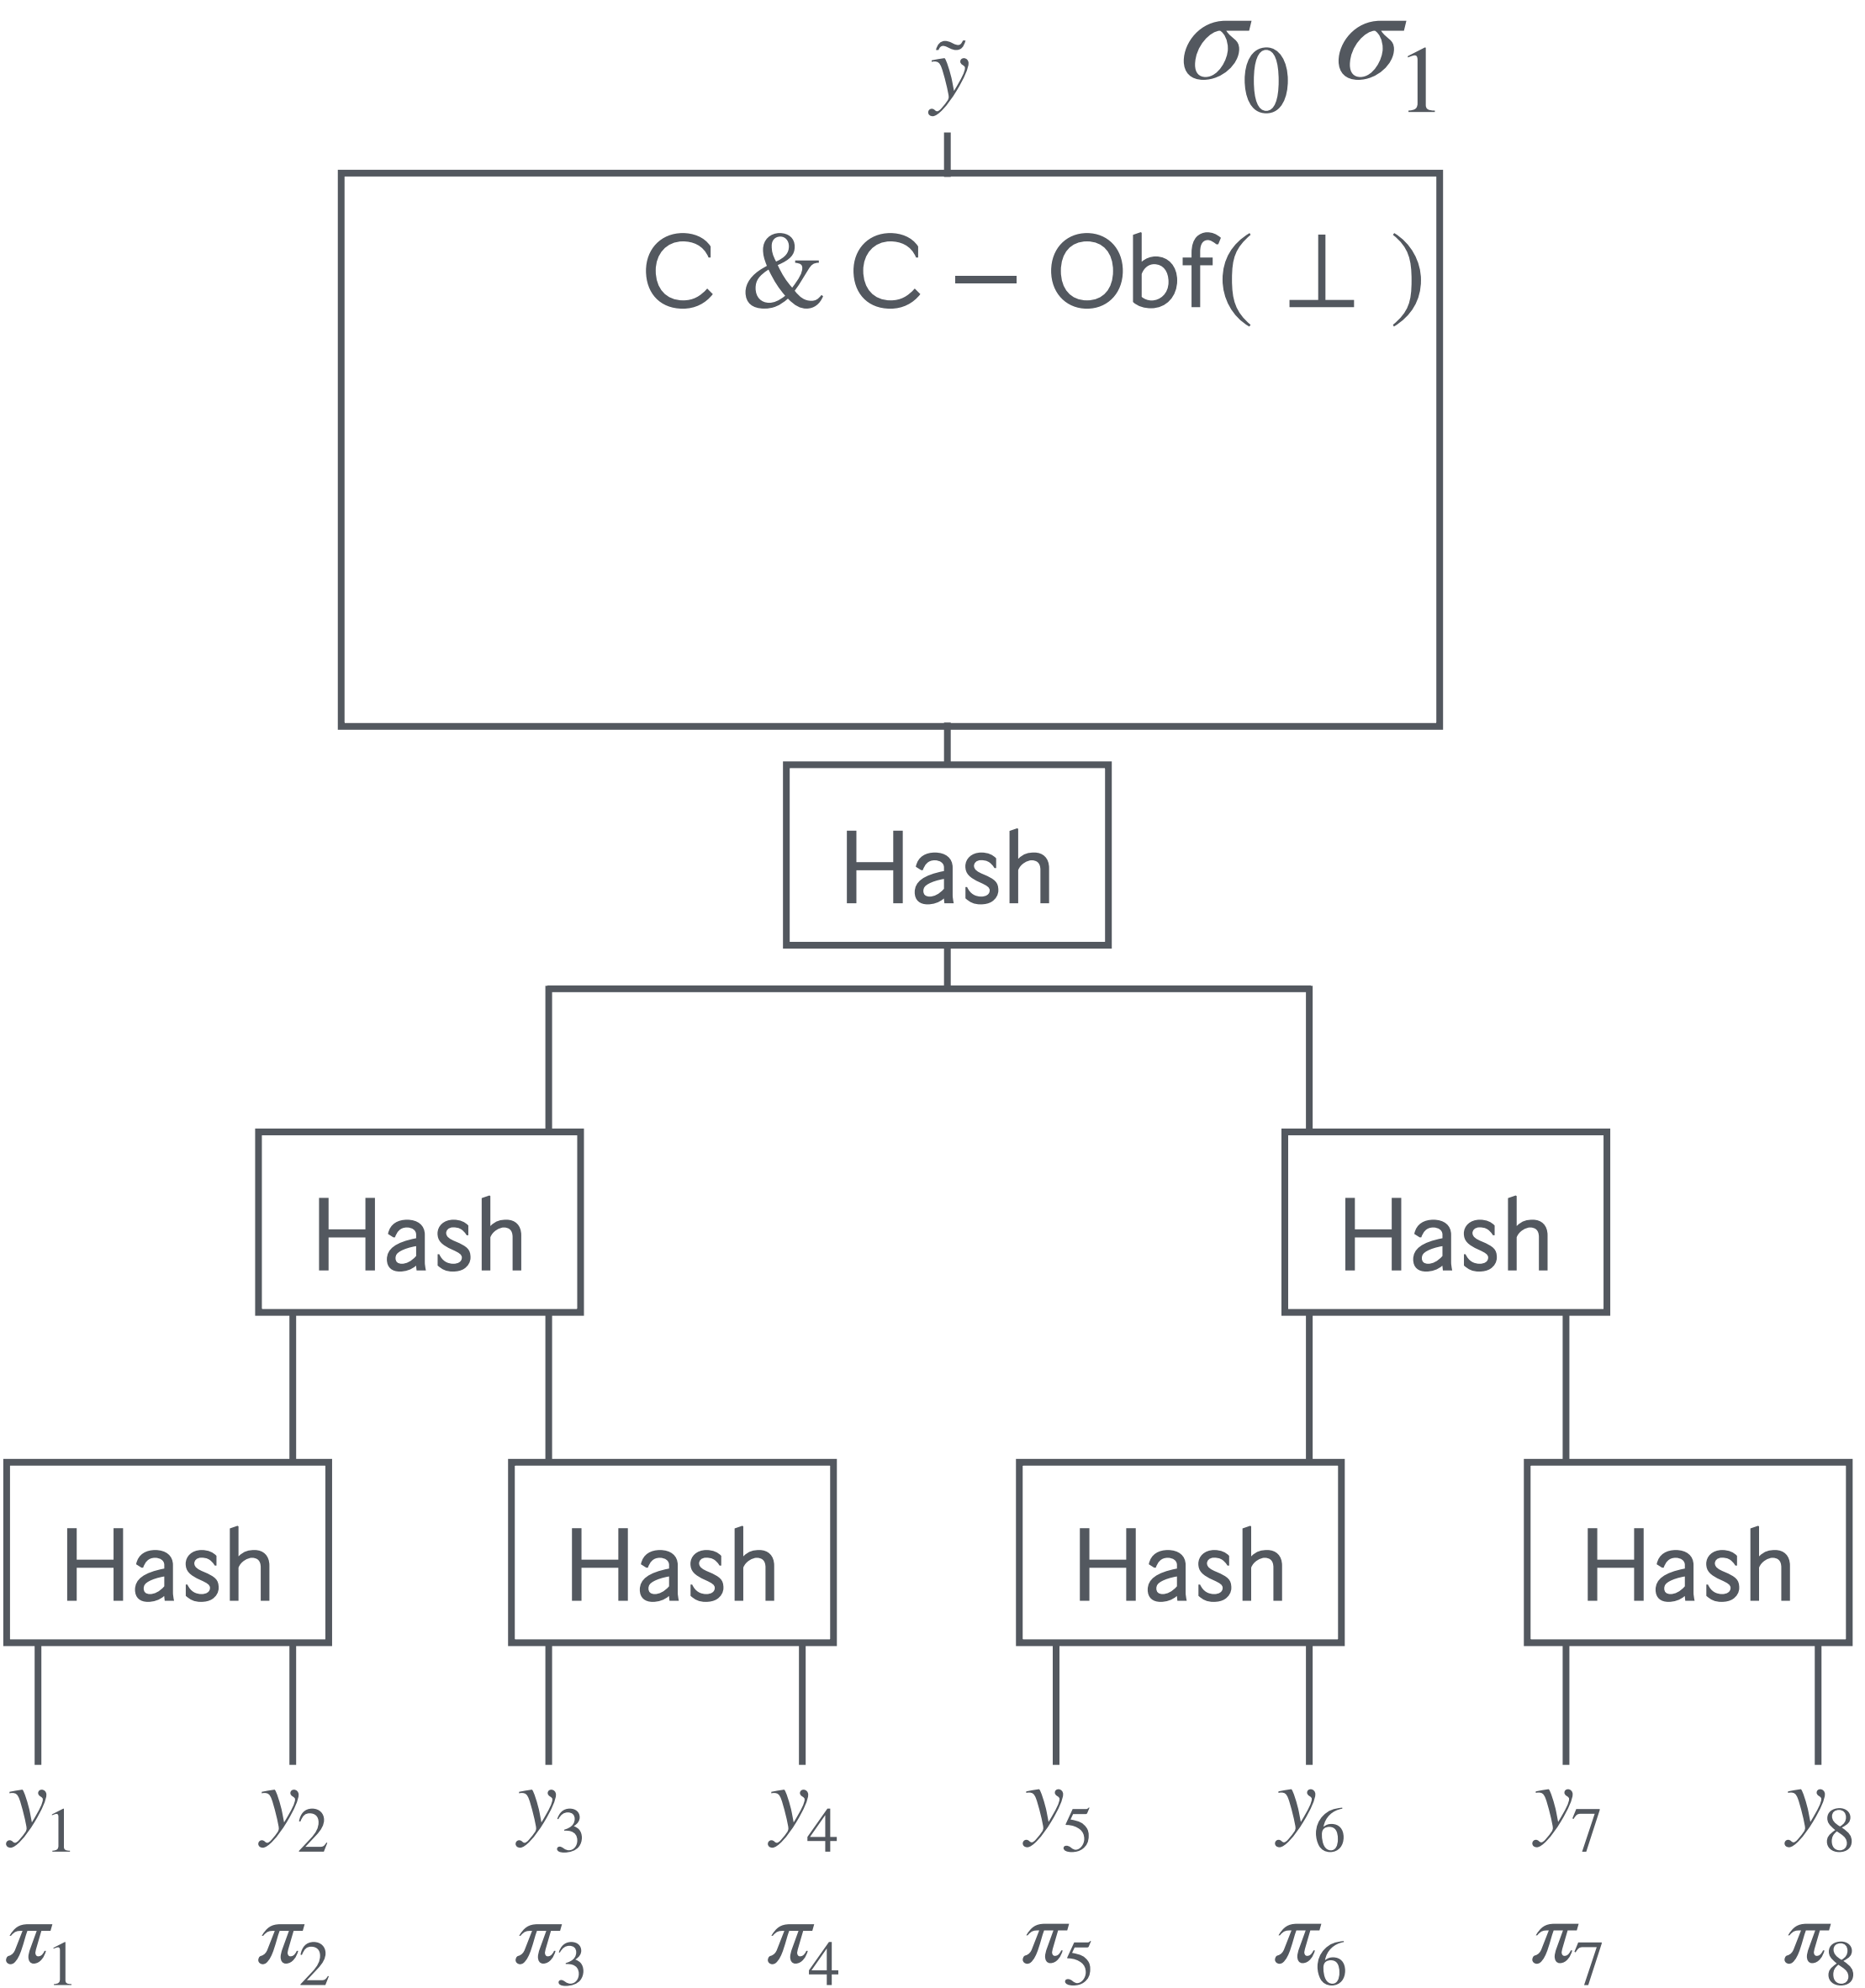 ỹ σ0 σ1
C & C – Obf( ⊥ )
Hash
Hash Hash
Hash Hash Hash Hash
y1 y2 y3 y4 y5 y6 y7 y8
π1 π2 π3 π4 π5 π6 π7 π8